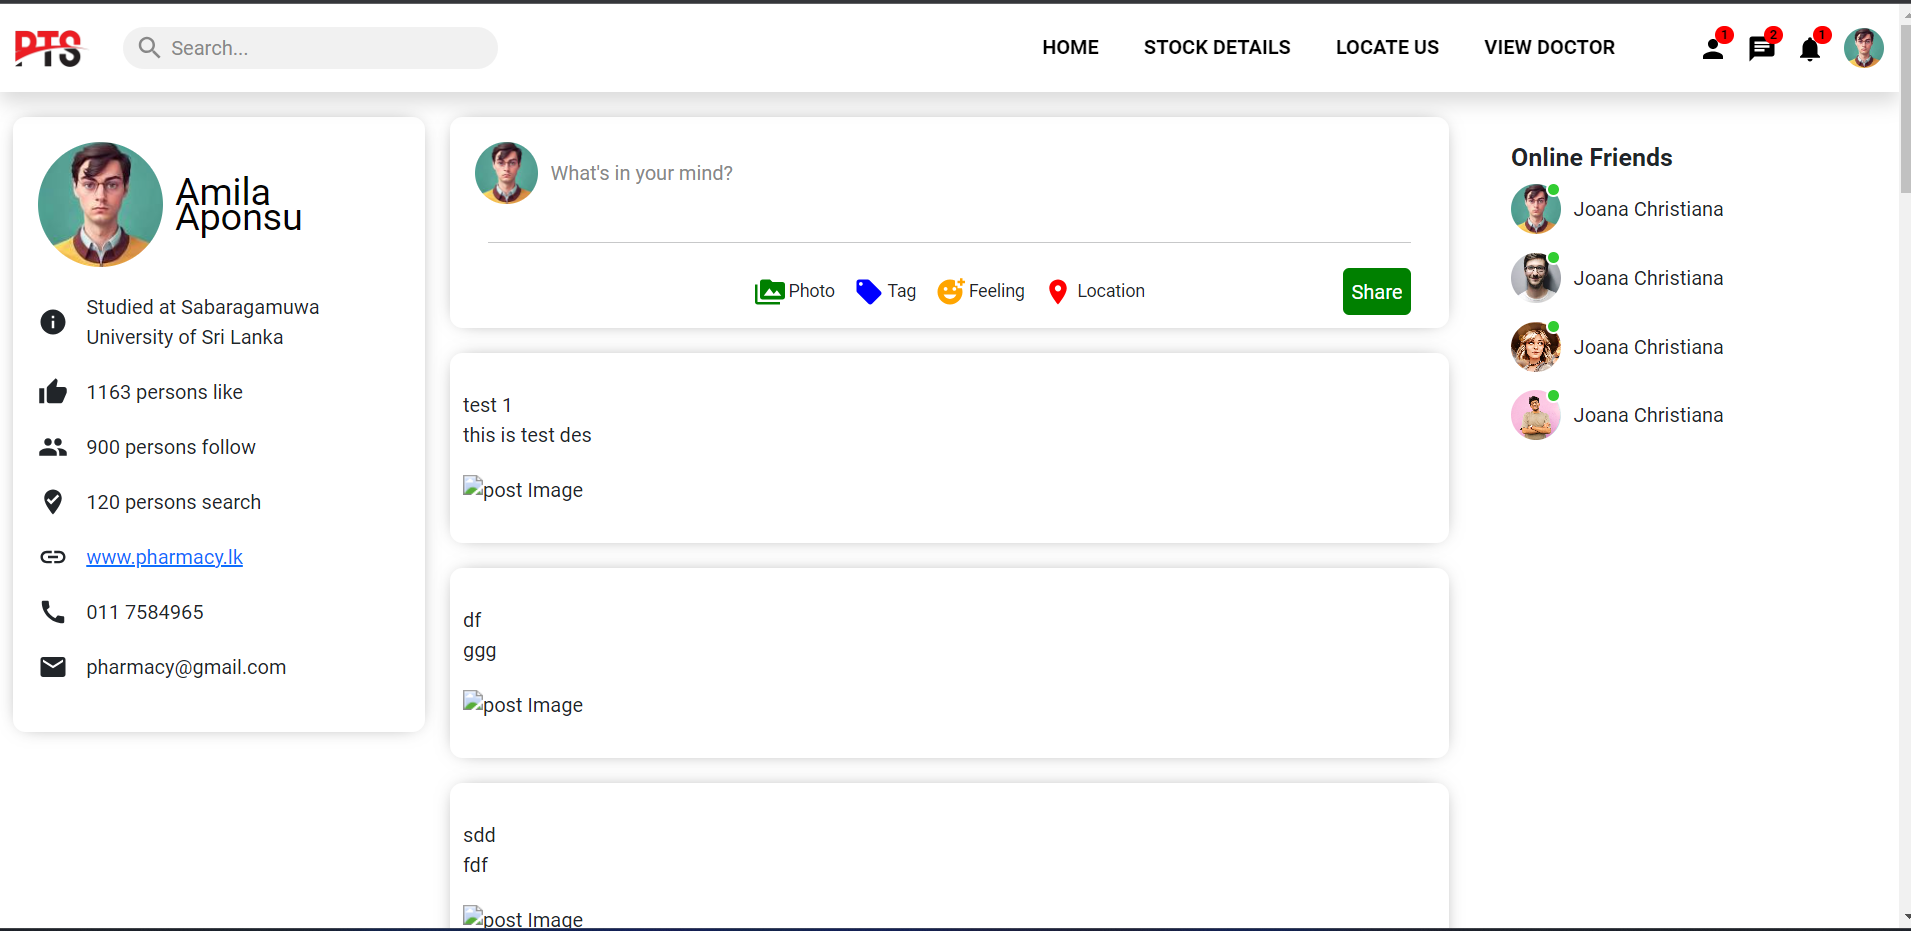 PTS
Search...
HOME
STOCK DETAILS
LOCATE US
VIEW DOCTOR
1
2
1
Amila
Aponsu
Studied at Sabaragamuwa
University of Sri Lanka
1163 persons like
900 persons follow
120 persons search
www.pharmacy.lk
011 7584965
pharmacy@gmail.com
What's in your mind?
Photo
Tag
Feeling
Location
Share
test 1
this is test des
post Image
df
ggg
post Image
sdd
fdf
post Image
Online Friends
Joana Christiana
Joana Christiana
Joana Christiana
Joana Christiana